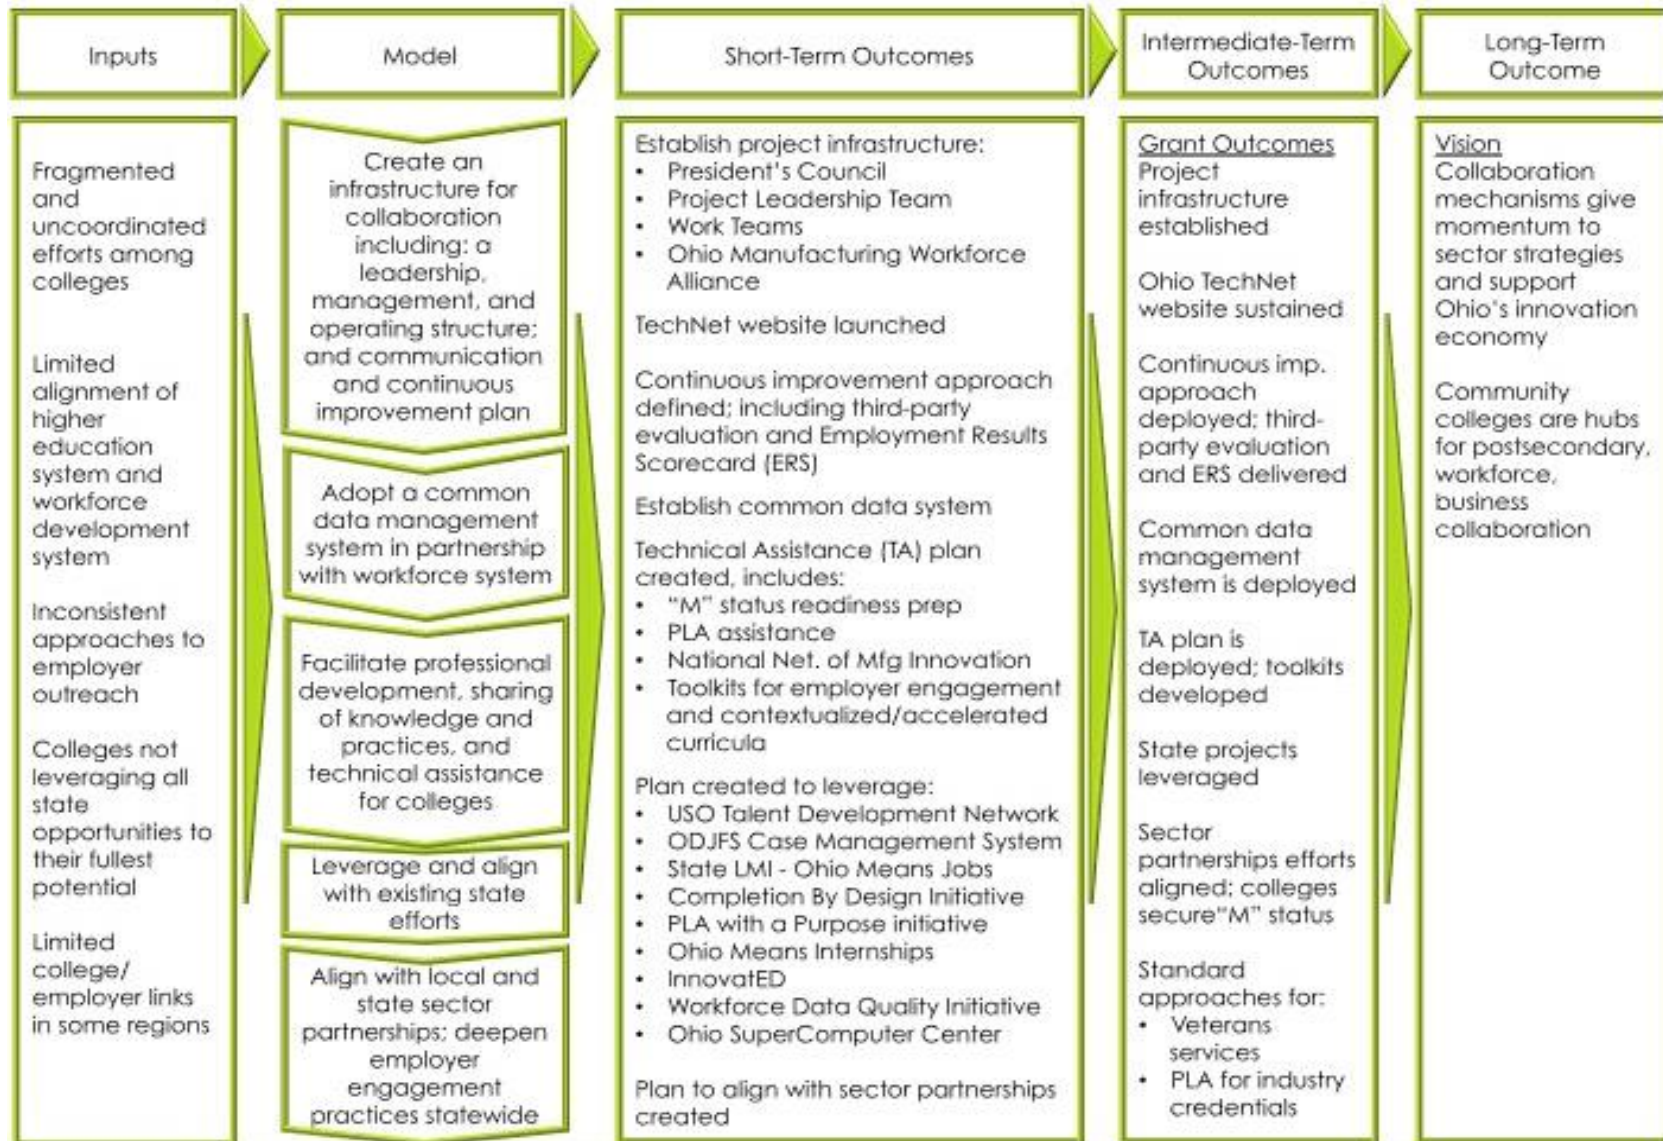 Inputs
Model
Short-Term Outcomes
Intermediate-Term
Outcomes
Long-Term
Outcome
Fragmented
and
uncoordinated
efforts among
colleges
Limited
alignment of
higher
education
system and
workforce
development
system
Inconsistent
approaches to
employer
outreach
Colleges not
leveraging all
state
opportunities to
their fullest
potential
Limited
college/
employer links
in some regions
Create an
infrastructure for
collaboration
including: a
leadership,
management, and
operating structure;
and communication
and continuous
improvement plan
Adopt a common
data management
system in partnership
with workforce system
Facilitate professional
development, sharing
of knowledge and
practices, and
technical assistance
for colleges
Leverage and align
with existing state
efforts
Align with local and
state sector
partnerships; deepen
employer
engagement
practices statewide
Establish project infrastructure:
• President's Council
• Project Leadership Team
• Work Teams
• Ohio Manufacturing Workforce
Alliance
TechNet website launched
Continuous improvement approach
defined; including third-party
evaluation and Employment Results
Scorecard (ERS)
Establish common data system
Technical Assistance (TA) plan
created, includes:
• "M" status readiness prep
• PLA assistance
• National Net. of Mfg Innovation
• Toolkits for employer engagement
and contextualized/accelerated
curricula
Plan created to leverage:
• USO Talent Development Network
• ODJFS Case Management System
• State LMI - Ohio Means Jobs
• Completion By Design Initiative
• PLA with a Purpose initiative
• Ohio Means Internships
• InnovatED
• Workforce Data Quality Initiative
• Ohio SuperComputer Center
Plan to align with sector partnerships
created
Grant Outcomes
Project
infrastructure
established
Ohio TechNet
website sustained
Continuous imp.
approach
deployed; third-
party evaluation
and ERS delivered
Common data
management
system is deployed
TA plan is
deployed; toolkits
developed
State projects
leveraged
Sector
partnerships efforts
aligned; colleges
secure"M" status
Standard
approaches for:
• Veterans
services
• PLA for industry
credentials
Vision
Collaboration
mechanisms give
momentum to
sector strategies
and support
Ohio's innovation
economy
Community
colleges are hubs
for postsecondary,
workforce,
business
collaboration